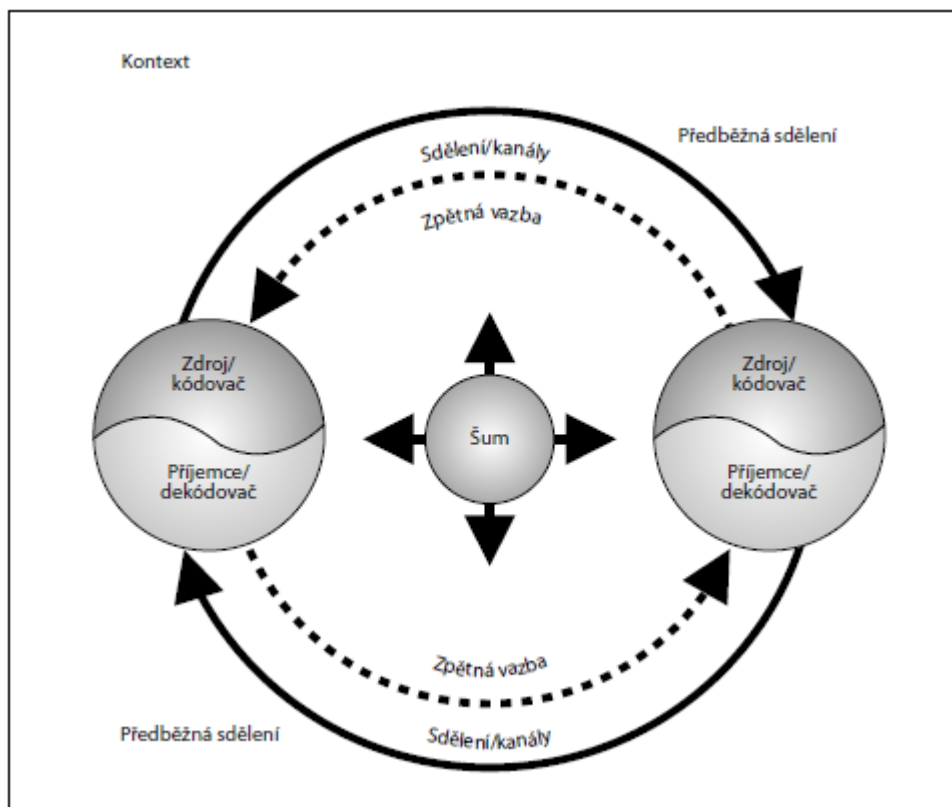 Kontext
Předběžná sdělení
Sdělení/kanály
Zpětná vazba
Zdroj/
kódovač
Příjemce/
dekódovač
Šum
Zdroj/
kódovač
Příjemce/
dekódovač
Zpětná vazba
Sdělení/kanály
Předběžná sdělení